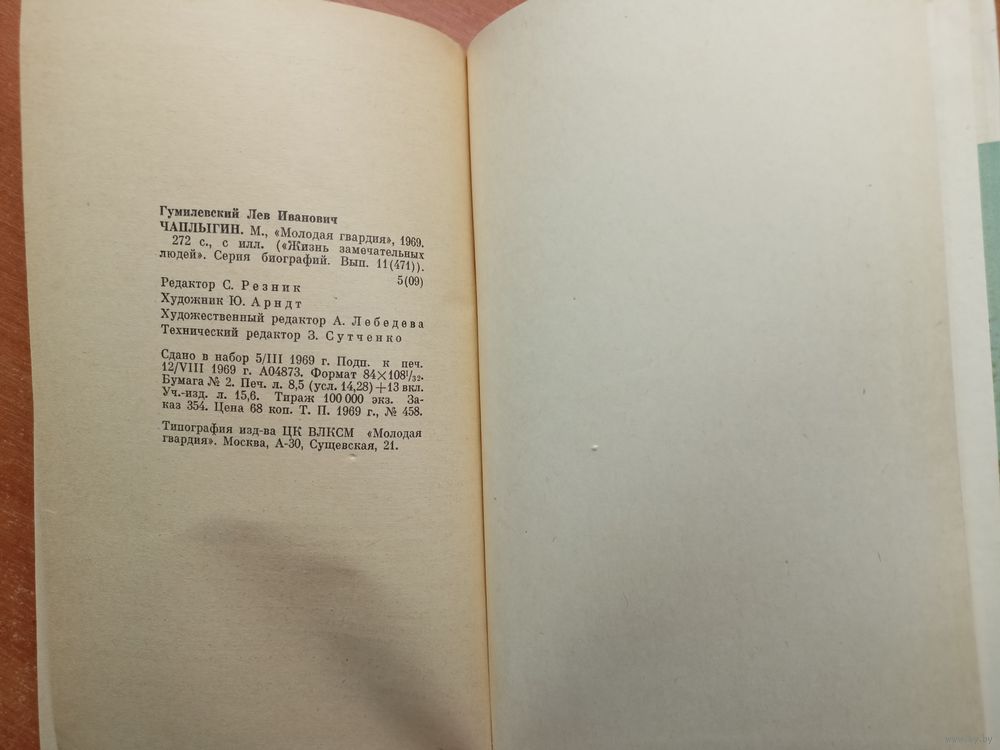 Гумилевский Лев Иванович
ЧАПЛЫГИН. М., «Молодая гвардия», 1969.
272 с., с илл. («Жизнь замечательных
людей». Серия биографий. Вып. 11(471)).
5(09)
Редактор С. Резник
Художник Ю. Арндт
Художественный редактор А. Лебедева
Технический редактор З. Сутченко
Сдано в набор 5/III 1969 г. Подп. к печ.
12/VIII 1969 г. А04873. Формат 84×108¹/₃₂.
Бумага № 2. Печ. л. 8,5 (усл. 14,28)+13 вкл.
Уч.-изд. л. 15,6. Тираж 100 000 экз. За-
каз 354. Цена 68 коп. Т. П. 1969 г., № 458.
Типография изд-ва ЦК ВЛКСМ «Молодая
гвардия». Москва, А-30, Сущевская, 21.